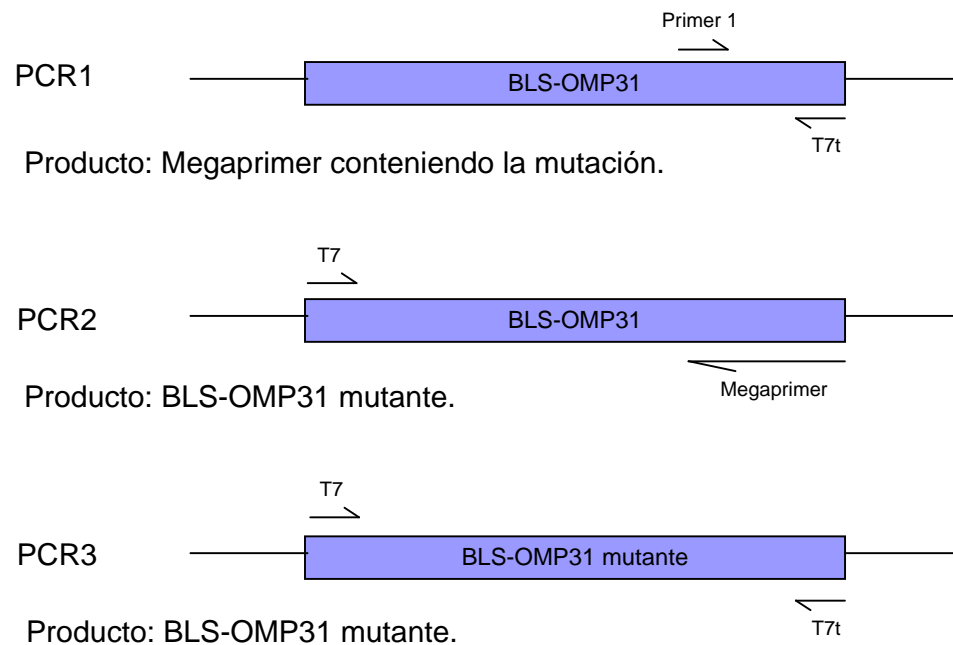 Primer 1
PCR1
BLS-OMP31
T7t
Producto: Megaprimer conteniendo la mutación.
T7
PCR2
BLS-OMP31
Megaprimer
Producto: BLS-OMP31 mutante.
T7
PCR3
BLS-OMP31 mutante
T7t
Producto: BLS-OMP31 mutante.